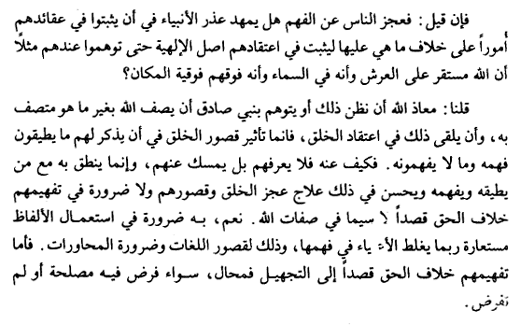 فإن قيل: فعجز الناس عن الفهم هل يمهد عذر الأنبياء في أن يثبتوا في عقائدهم
أموراً على خلاف ما هي عليها ليثبت في اعتقادهم اصل الإلهية حتى توهموا عندهم مثلًا
أن الله مستقر على العرش وأنه في السماء وأنه فوقهم فوقية المكان؟
قلنا: معاذ الله أن نظن ذلك أو يتوهم بنبي صادق أن يصف الله بغير ما هو متصف
به، وأن يلقى ذلك في اعتقاد الخلق، فانما تأثير قصور الخلق في أن يذكر لهم ما يطيقون
فهمه وما لا يفهمونه. فكيف عنه فلا يعرفهم بل يمسك عنهم، وإنما ينطق به مع من
يطيقه ويفهمه ويحسن في ذلك علاج عجز الخلق وقصورهم ولا ضرورة في تفهيمهم
خلاف الحق قصداً لا سيما في صفات الله. نعم، به ضرورة في استعمال الألفاظ
مستعارة ربما يغلط الأغبياء في فهمها، وذلك لقصور اللغات وضرورة المحاورات. فأما
تفهيمهم خلاف الحق قصداً إلى التجهيل فمحال، سواء فرض فيه مصلحة أو لم
تفرض.